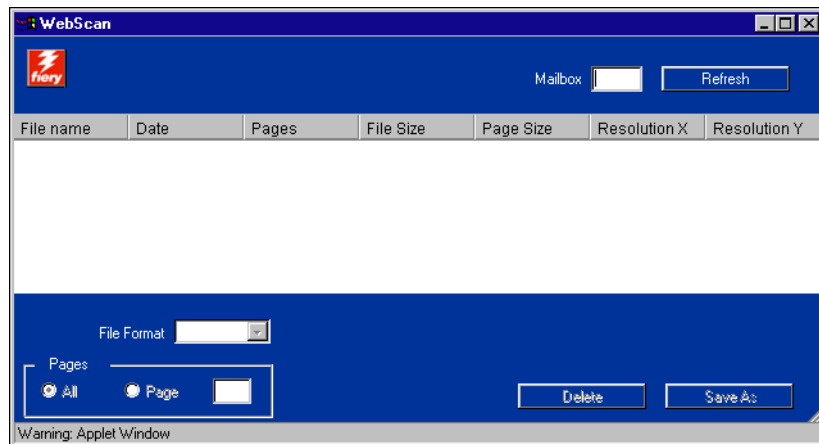 WebScan
fiery
Mailbox Refresh
File name Date Pages File Size Page Size Resolution X Resolution Y
File Format
Pages
All Page
Delete Save As
Warning: Applet Window